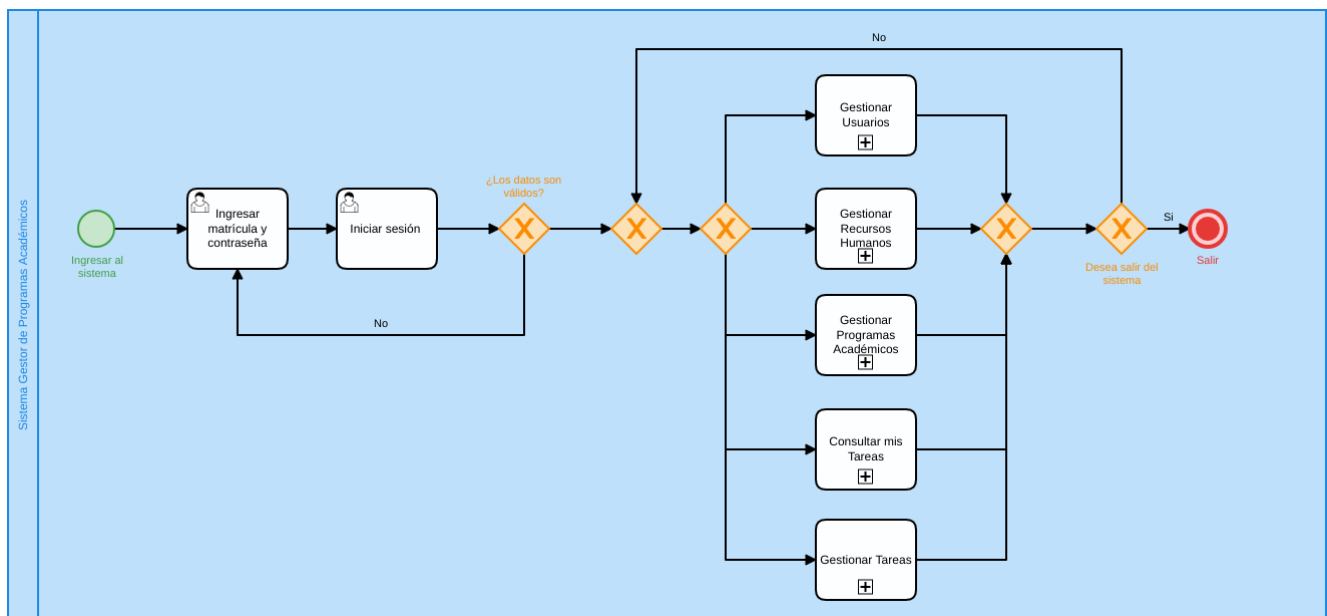 Sistema Gestor de Programas Académicos
Ingresar al
sistema
Ingresar
matrícula y
contraseña
Iniciar sesión
¿Los datos son
válidos?
No
No
Gestionar
Usuarios
Gestionar
Recursos
Humanos
Gestionar
Programas
Académicos
Consultar mis
Tareas
Gestionar Tareas
Desea salir del
sistema
Si
Salir